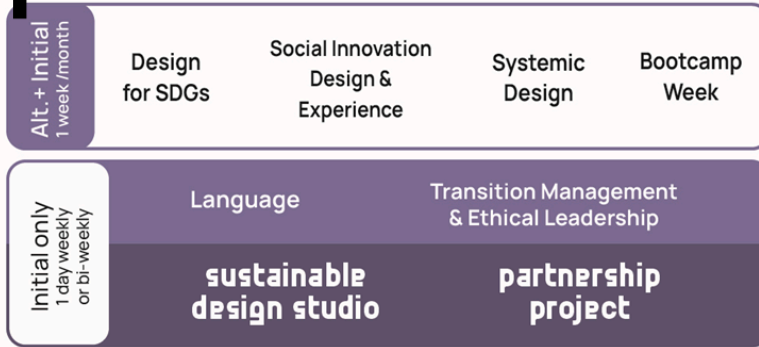 Alt.+ Initial
1 week /month
Design
for SDGs
Social Innovation
Design &
Experience
Systemic
Design
Bootcamp
Week
Initial only
1 day weekly
or bi-weekly
Language
Transition Management
& Ethical Leadership
sustainable
design studio
partnership
project